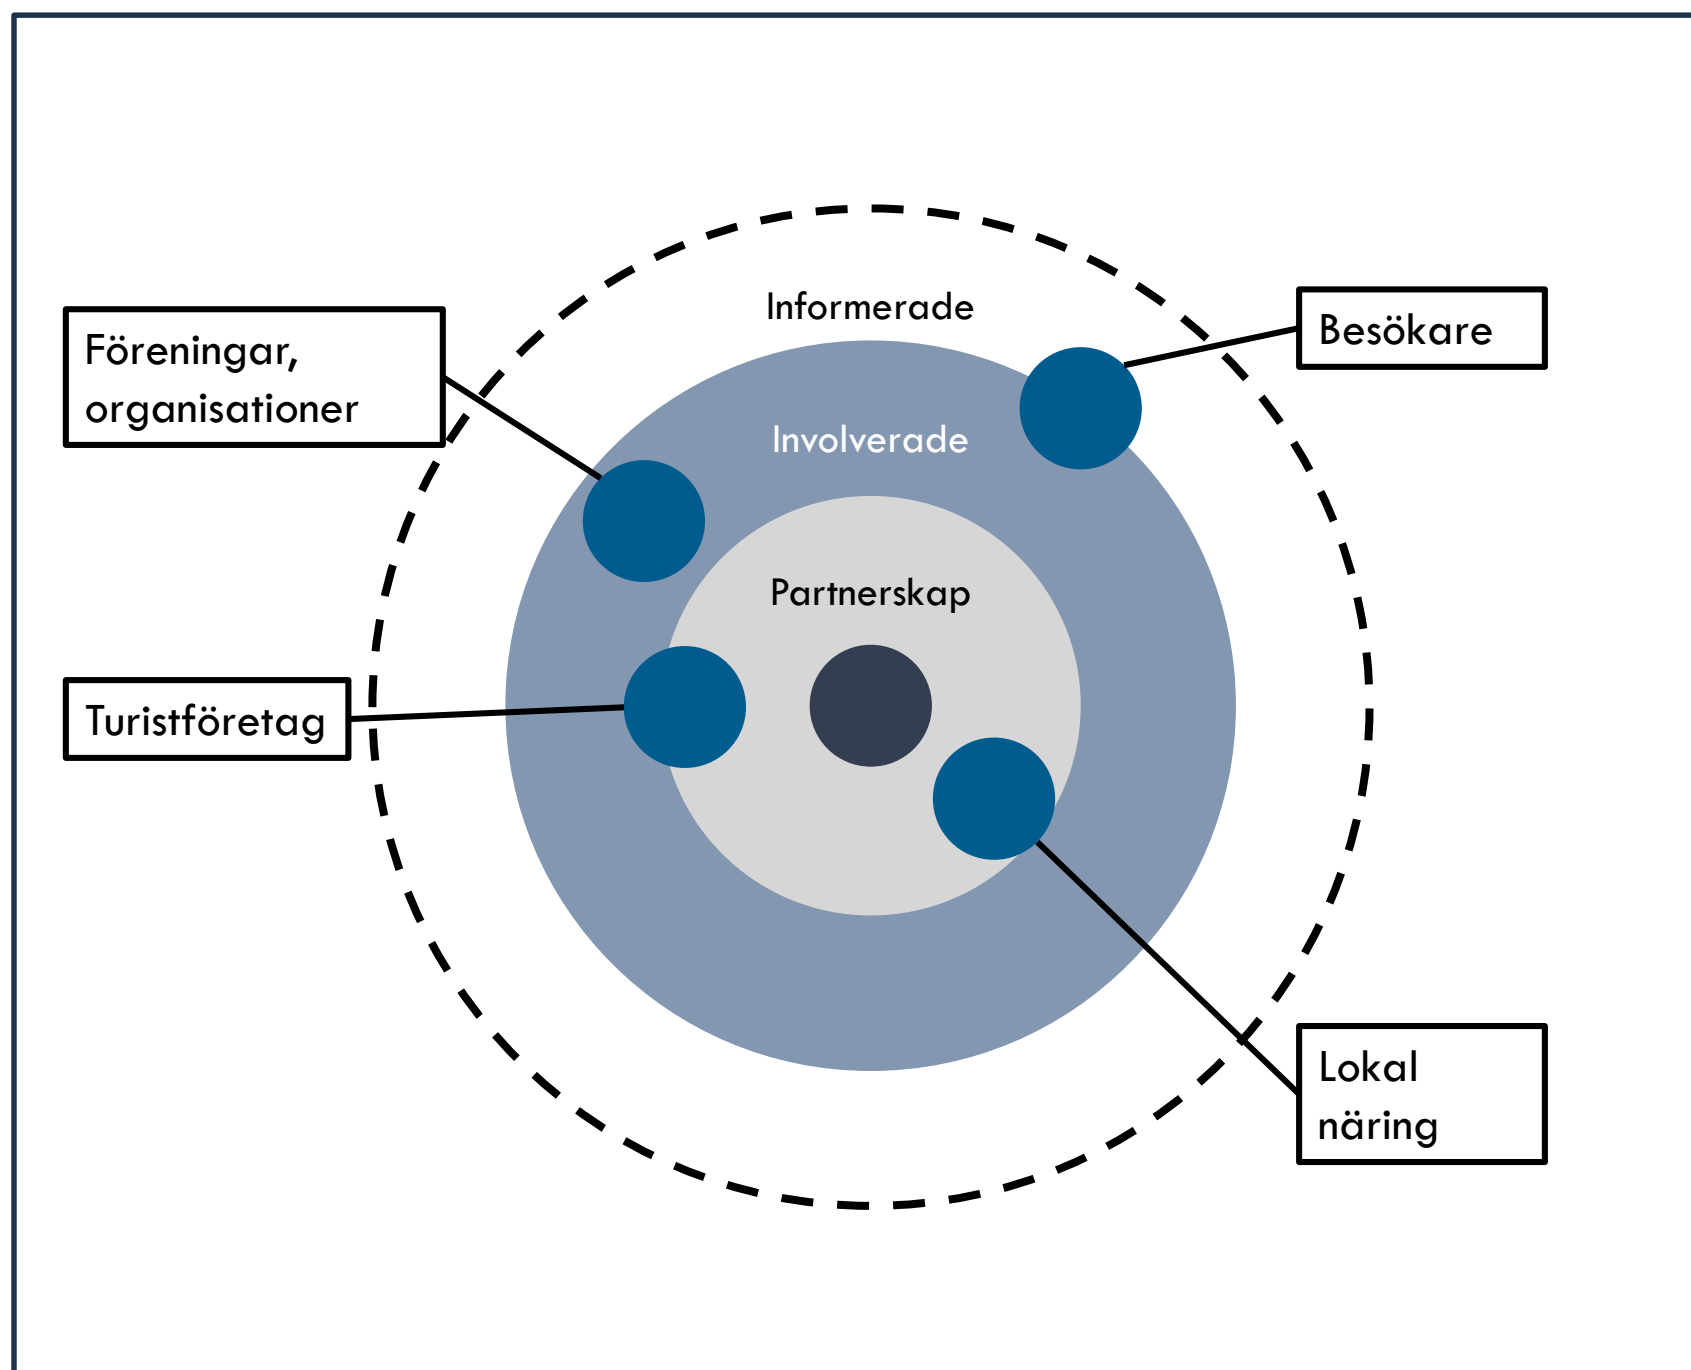 Informerade
Besökare
Föreningar,
organisationer
Involverade
Partnerskap
Turistföretag
Lokal
näring